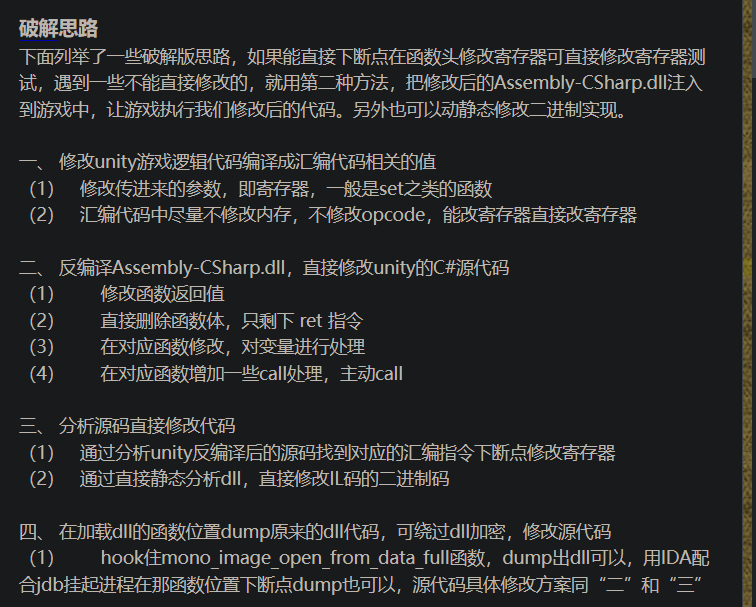 破解思路
下面列举了一些破解版思路，如果能直接下断点在函数头修改寄存器可直接修改寄存器测
试，遇到一些不能直接修改的，就用第二种方法，把修改后的Assembly-CSharp.dll注入
到游戏中，让游戏执行我们修改后的代码。另外也可以动静态修改二进制实现。
一、 修改unity游戏逻辑代码编译成汇编代码相关的值
（1） 修改传进来的参数，即寄存器，一般是set之类的函数
（2） 汇编代码中尽量不修改内存，不修改opcode，能改寄存器直接改寄存器
二、 反编译Assembly-CSharp.dll，直接修改unity的C#源代码
（1） 修改函数返回值
（2） 直接删除函数体，只剩下 ret 指令
（3） 在对应函数修改，对变量进行处理
（4） 在对应函数增加一些call处理，主动call
三、 分析源码直接修改代码
（1） 通过分析unity反编译后的源码找到对应的汇编指令下断点修改寄存器
（2） 通过直接静态分析dll，直接修改IL码的二进制码
四、 在加载dll的函数位置dump原来的dll代码，可绕过dll加密，修改源代码
（1） hook住mono_image_open_from_data_full函数，dump出dll可以，用IDA配
合jdb挂起进程在那函数位置下断点dump也可以，源代码具体修改方案同“二”和“三”